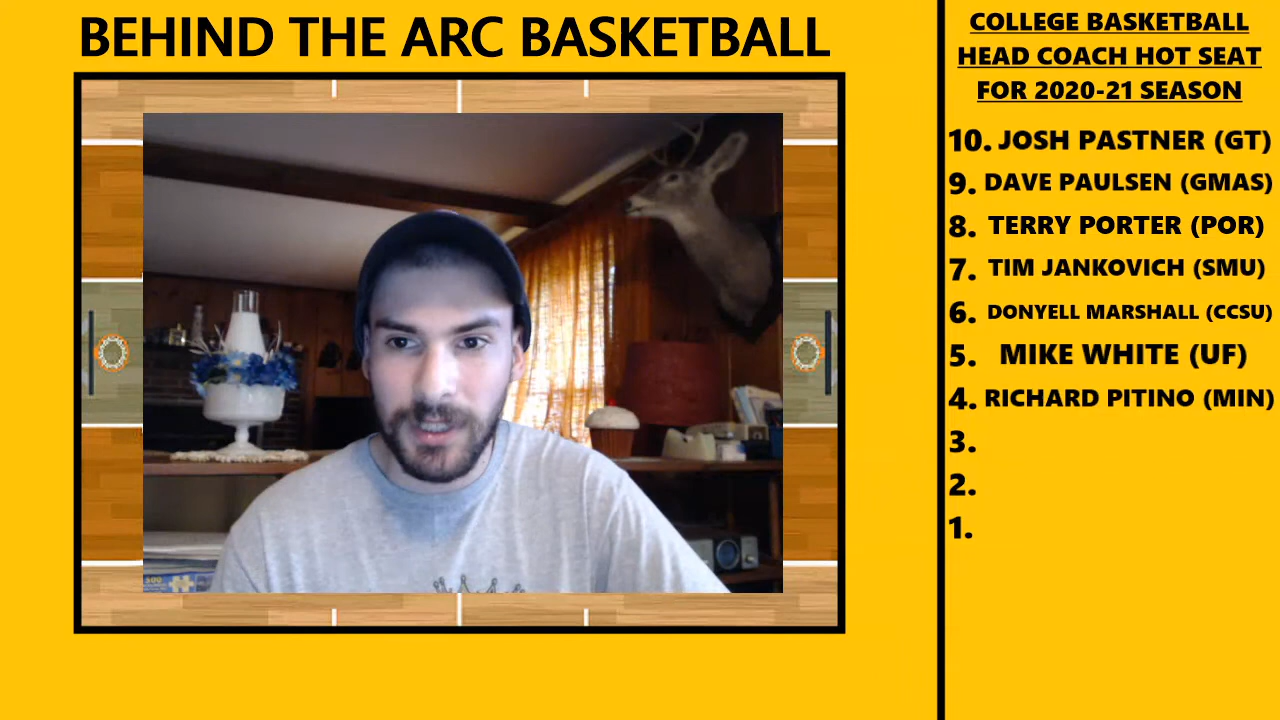 BEHIND THE ARC BASKETBALL
COLLEGE BASKETBALL
HEAD COACH HOT SEAT
FOR 2020-21 SEASON
10. JOSH PASTNER (GT)
9. DAVE PAULSEN (GMAS)
8. TERRY PORTER (POR)
7. TIM JANKOVICH (SMU)
6. DONYELL MARSHALL (CCSU)
5. MIKE WHITE (UF)
4. RICHARD PITINO (MIN)
3.
2.
1.
500